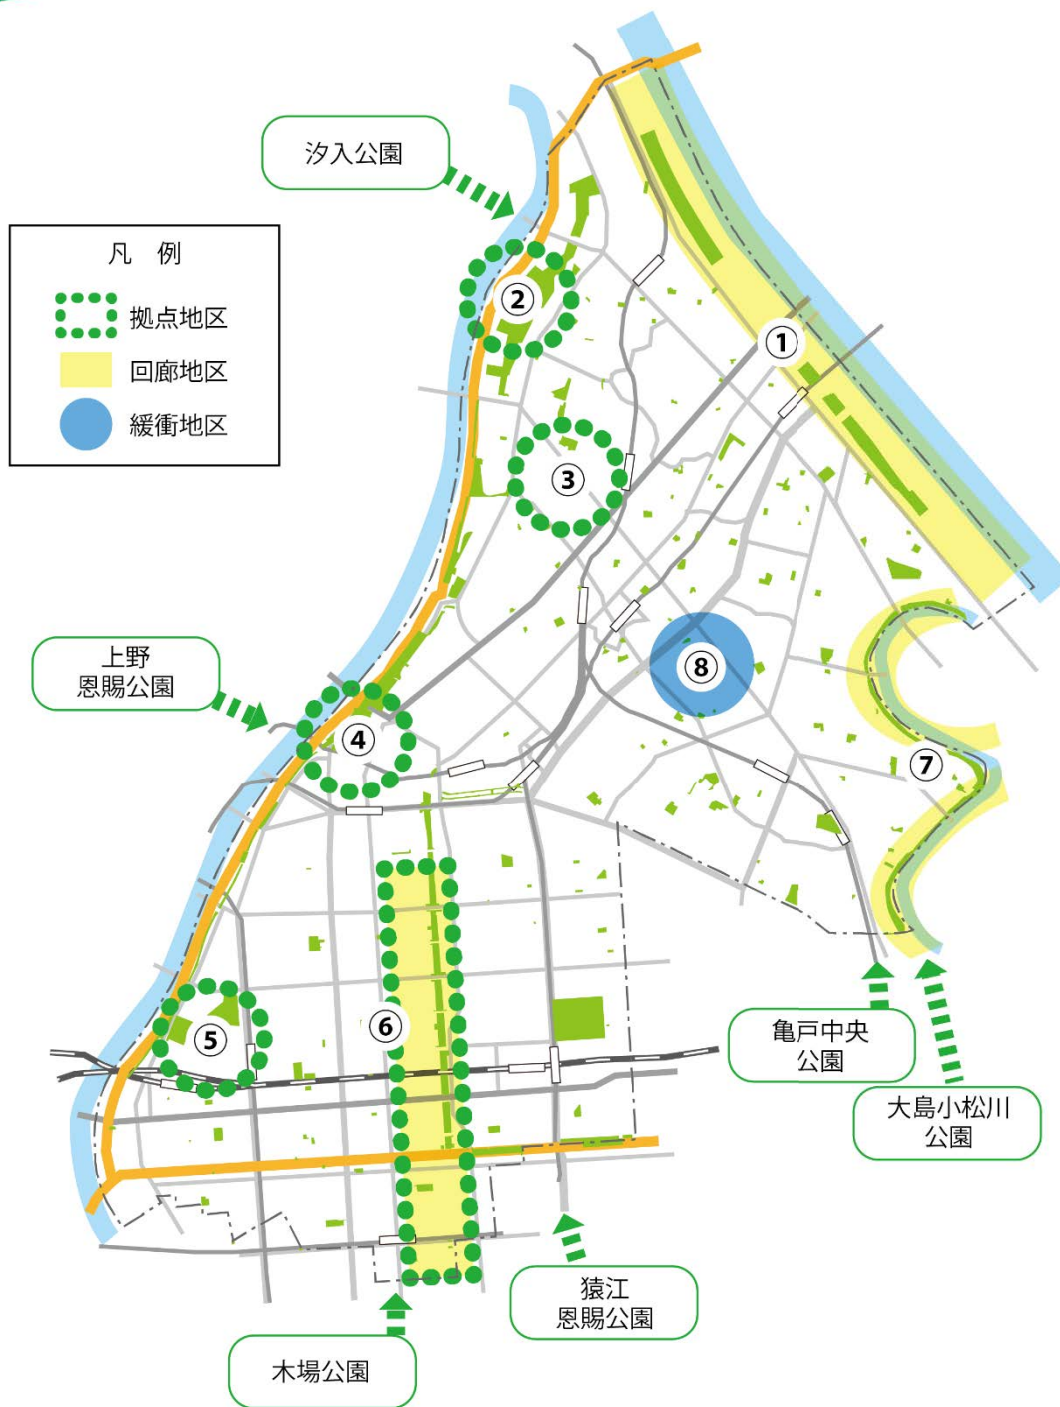 汐入公園
凡 例
拠点地区
回廊地区
緩衝地区
①
②
③
上野
恩賜公園
④
⑧
⑦
⑤
⑥
亀戸中央
公園
大島小松川
公園
猿江
恩賜公園
木場公園